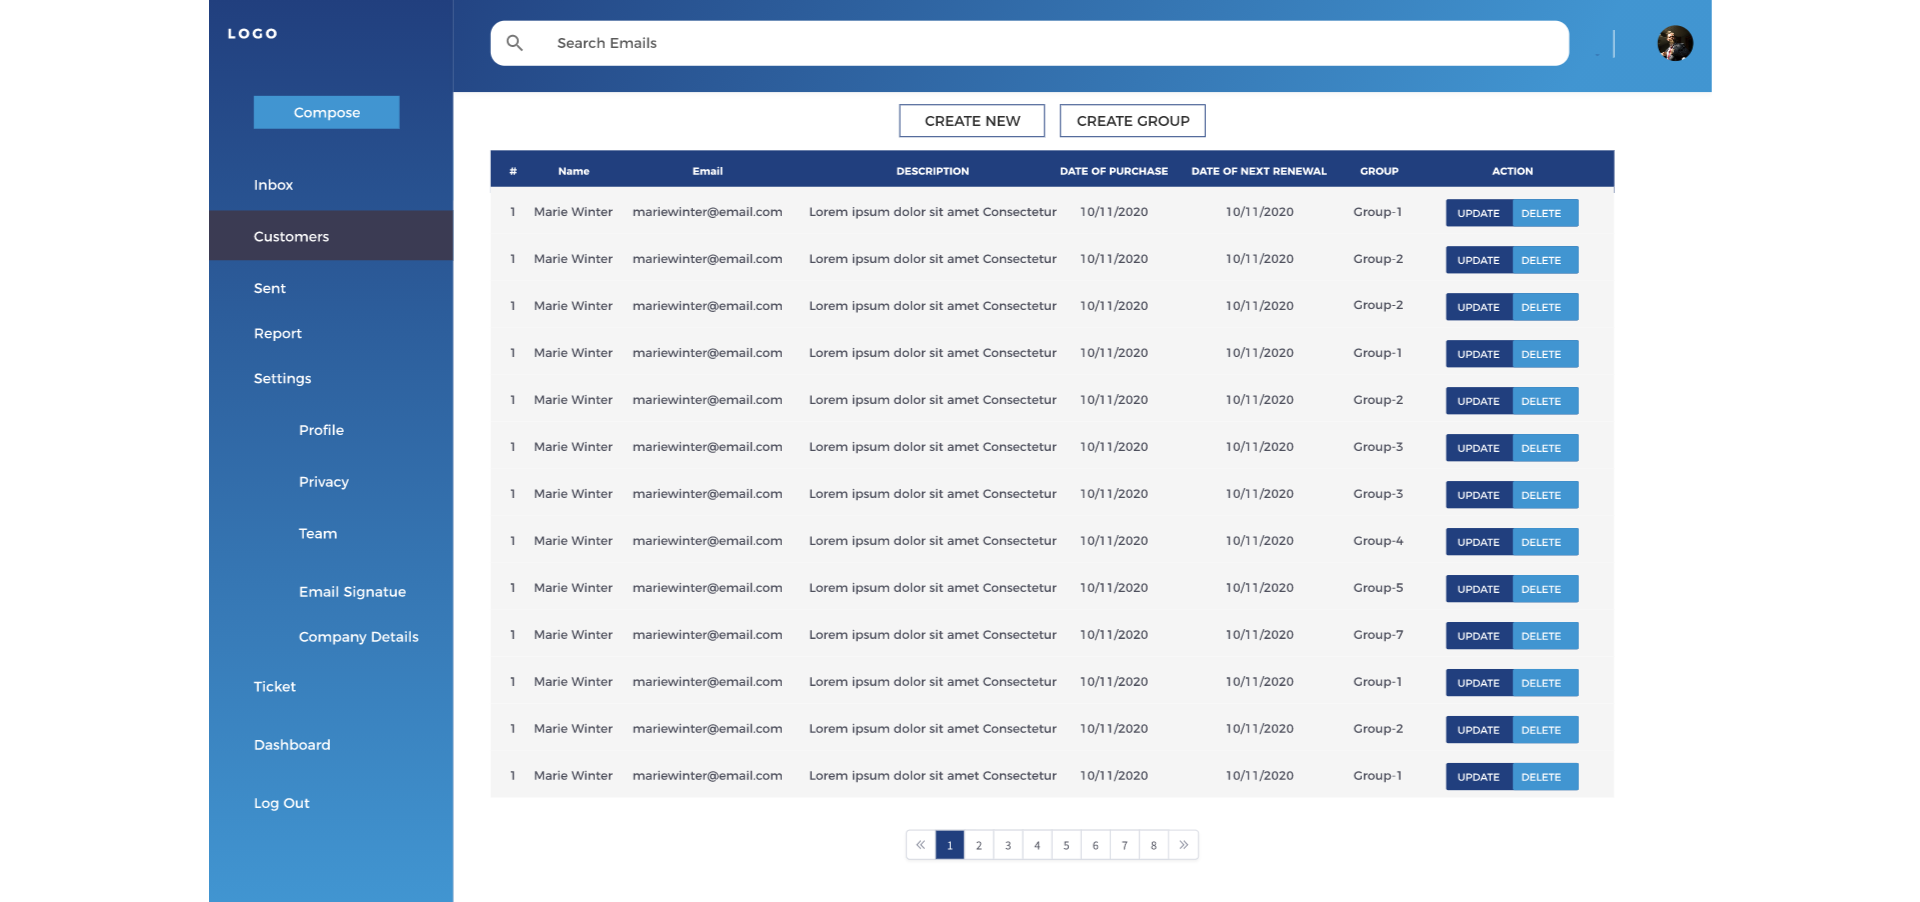 LOGO
Search Emails
Compose
Inbox
Customers
Sent
Report
Settings
Profile
Privacy
Team
Email Signatue
Company Details
Ticket
Dashboard
Log Out
CREATE NEW CREATE GROUP
# Name Email DESCRIPTION DATE OF PURCHASE DATE OF NEXT RENEWAL GROUP ACTION
1 Marie Winter mariewinter@email.com Lorem ipsum dolor sit amet Consectetur 10/11/2020 10/11/2020 Group-1 UPDATE DELETE
1 Marie Winter mariewinter@email.com Lorem ipsum dolor sit amet Consectetur 10/11/2020 10/11/2020 Group-2 UPDATE DELETE
1 Marie Winter mariewinter@email.com Lorem ipsum dolor sit amet Consectetur 10/11/2020 10/11/2020 Group-2 UPDATE DELETE
1 Marie Winter mariewinter@email.com Lorem ipsum dolor sit amet Consectetur 10/11/2020 10/11/2020 Group-1 UPDATE DELETE
1 Marie Winter mariewinter@email.com Lorem ipsum dolor sit amet Consectetur 10/11/2020 10/11/2020 Group-2 UPDATE DELETE
1 Marie Winter mariewinter@email.com Lorem ipsum dolor sit amet Consectetur 10/11/2020 10/11/2020 Group-3 UPDATE DELETE
1 Marie Winter mariewinter@email.com Lorem ipsum dolor sit amet Consectetur 10/11/2020 10/11/2020 Group-3 UPDATE DELETE
1 Marie Winter mariewinter@email.com Lorem ipsum dolor sit amet Consectetur 10/11/2020 10/11/2020 Group-4 UPDATE DELETE
1 Marie Winter mariewinter@email.com Lorem ipsum dolor sit amet Consectetur 10/11/2020 10/11/2020 Group-5 UPDATE DELETE
1 Marie Winter mariewinter@email.com Lorem ipsum dolor sit amet Consectetur 10/11/2020 10/11/2020 Group-7 UPDATE DELETE
1 Marie Winter mariewinter@email.com Lorem ipsum dolor sit amet Consectetur 10/11/2020 10/11/2020 Group-1 UPDATE DELETE
1 Marie Winter mariewinter@email.com Lorem ipsum dolor sit amet Consectetur 10/11/2020 10/11/2020 Group-2 UPDATE DELETE
1 Marie Winter mariewinter@email.com Lorem ipsum dolor sit amet Consectetur 10/11/2020 10/11/2020 Group-1 UPDATE DELETE
« 1 2 3 4 5 6 7 8 »